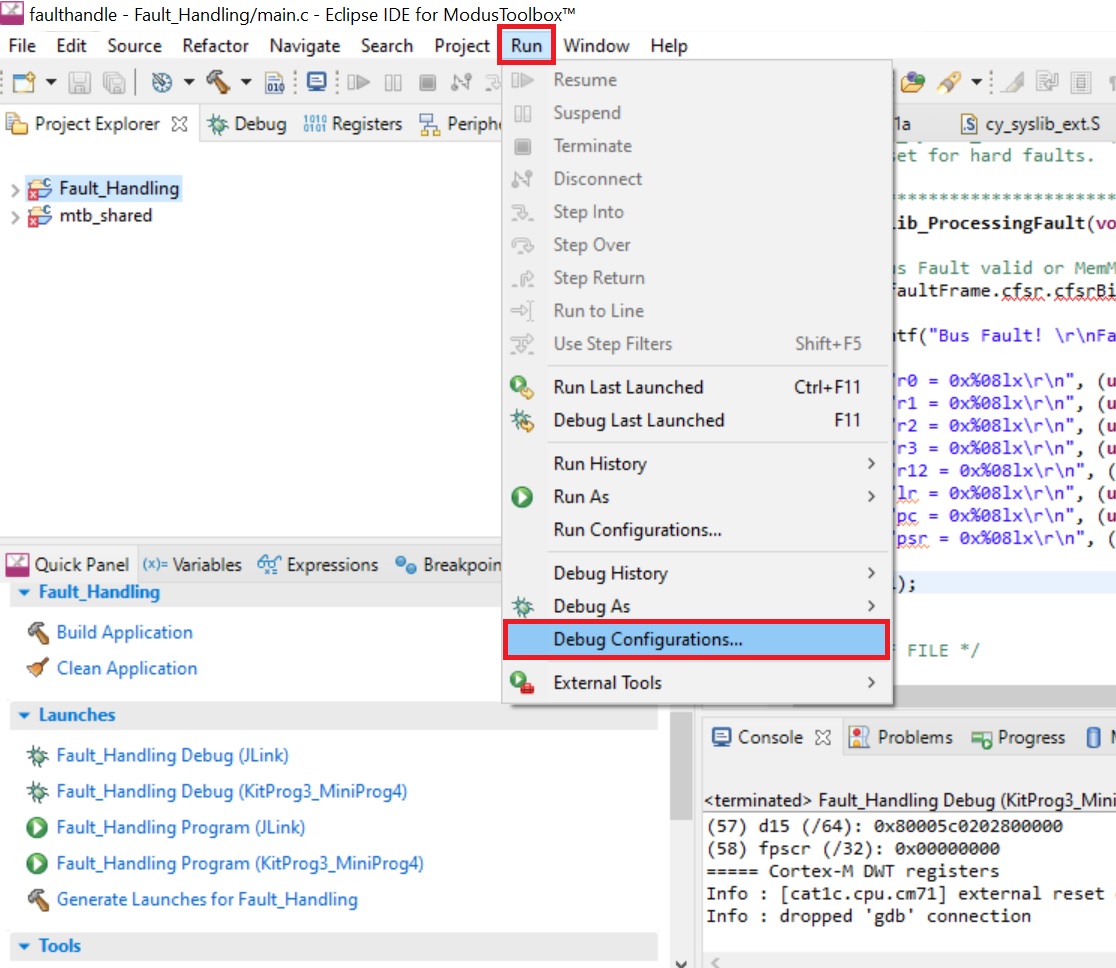 faulthandle - Fault_Handling/main.c - Eclipse IDE for ModusToolbox™
File Edit Source Refactor Navigate Search Project Run Window Help
010
Project Explorer Debug 1010 0101 Registers Periphe
Fault_Handling
mtb_shared
Resume
Suspend
Terminate
Disconnect
Step Into
Step Over
Step Return
Run to Line
Use Step Filters Shift+F5
Run Last Launched Ctrl+F11
Debug Last Launched F11
Run History
Run As
Run Configurations...
Debug History
Debug As
Debug Configurations...
External Tools
1a cy_syslib_ext.S
set for hard faults.
****************************
ib_ProcessingFault(vo
us Fault valid or MemM
FaultFrame.cfsr.cfsrBi
tf("Bus Fault! \r\nFa
r0 = 0x%08lx\r\n", (u
r1 = 0x%08lx\r\n", (u
r2 = 0x%08lx\r\n", (u
r3 = 0x%08lx\r\n", (u
r12 = 0x%08lx\r\n", (
lr = 0x%08lx\r\n", (u
pc = 0x%08lx\r\n", (u
psr = 0x%08lx\r\n", (
);
FILE */
Quick Panel (x)= Variables Expressions Breakpoin
Fault_Handling
Build Application
Clean Application
Launches
Fault_Handling Debug (JLink)
Fault_Handling Debug (KitProg3_MiniProg4)
Fault_Handling Program (JLink)
Fault_Handling Program (KitProg3_MiniProg4)
Generate Launches for Fault_Handling
Tools
Console Problems Progress M
<terminated> Fault_Handling Debug (KitProg3_Mini
(57) d15 (/64): 0x80005c0202800000
(58) fpscr (/32): 0x00000000
===== Cortex-M DWT registers
Info : [cat1c.cpu.cm71] external reset
Info : dropped 'gdb' connection